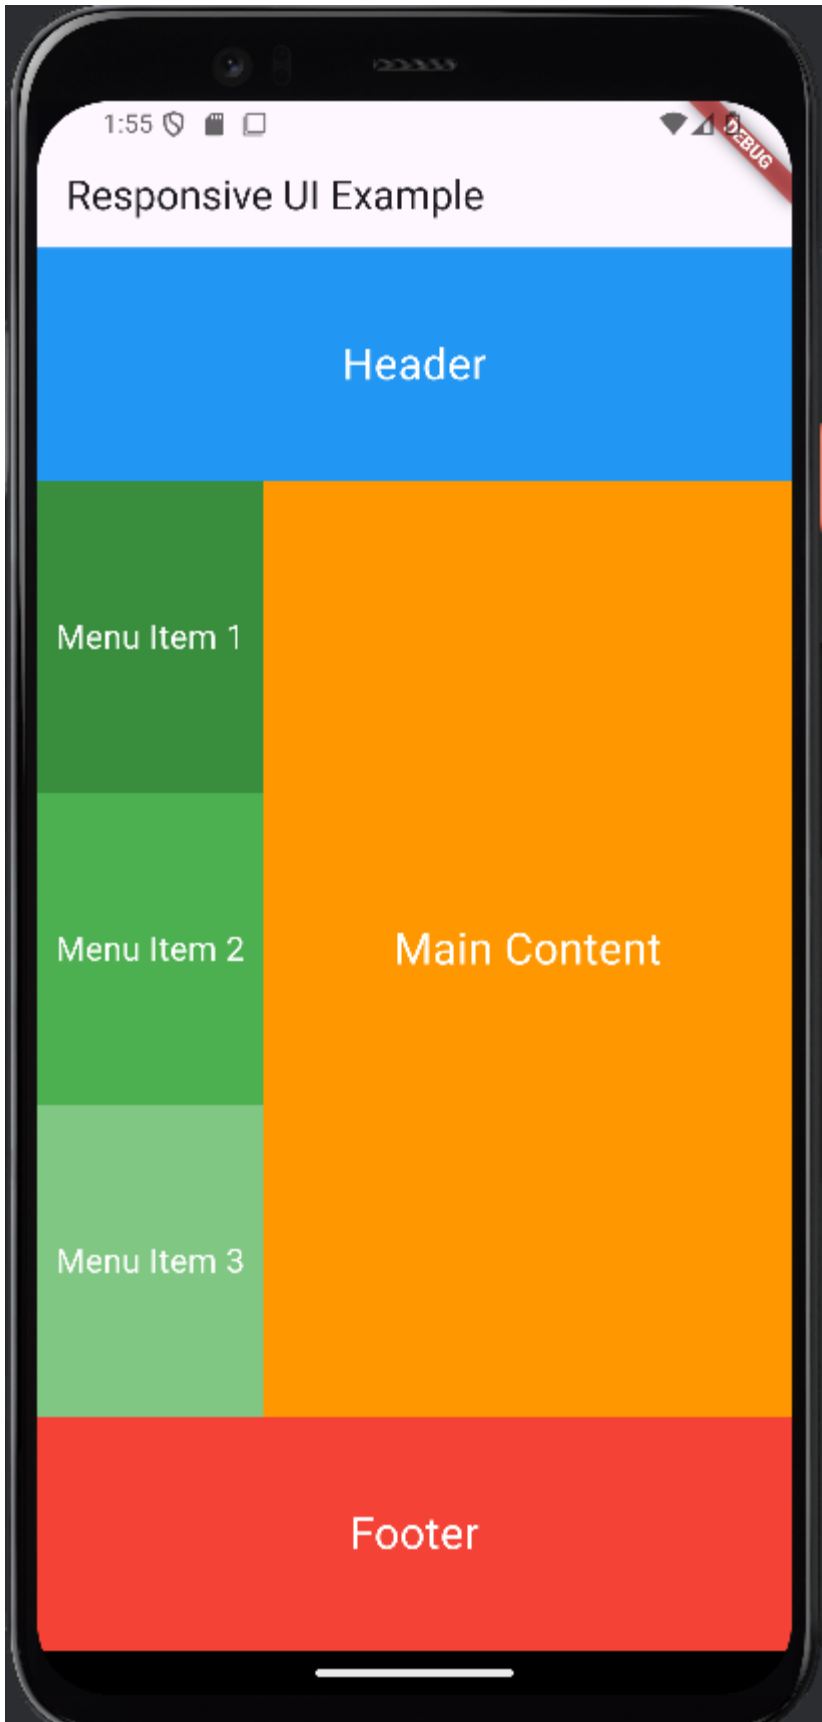 1:55
DEBUG
Responsive UI Example
Header
Menu Item 1
Menu Item 2
Main Content
Menu Item 3
Footer